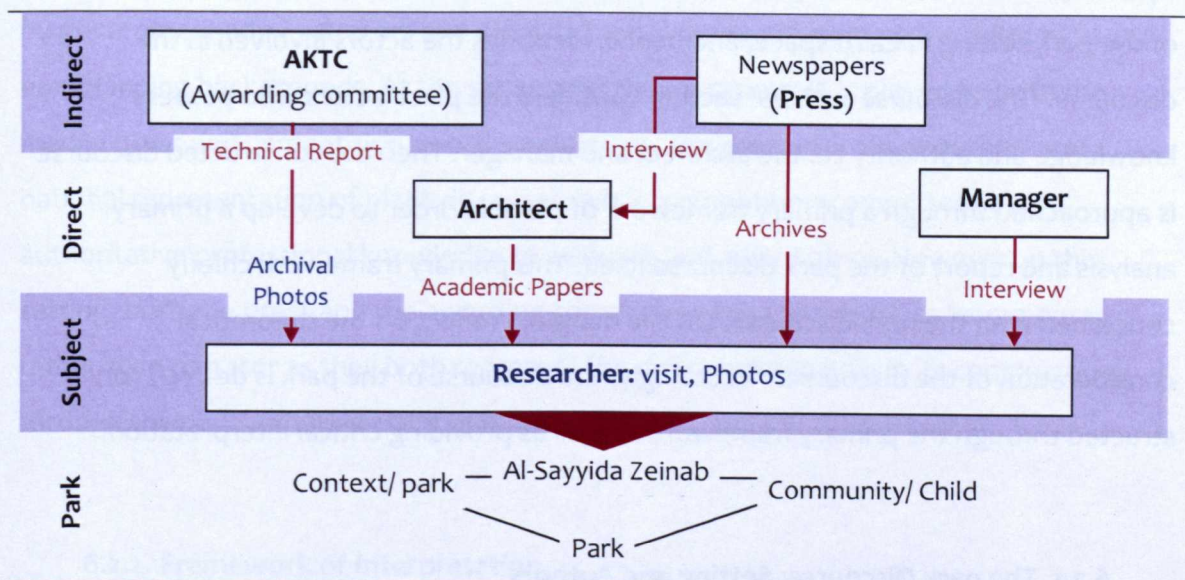 Indirect
AKTC
(Awarding committee)
Newspapers
(Press)
Technical Report
Interview
Direct
Architect
Manager
Archives
Archival
Photos
Academic Papers
Interview
Subject
Researcher: visit, Photos
Park
Al-Sayyida Zeinab
Context/ park
Community/ Child
Park